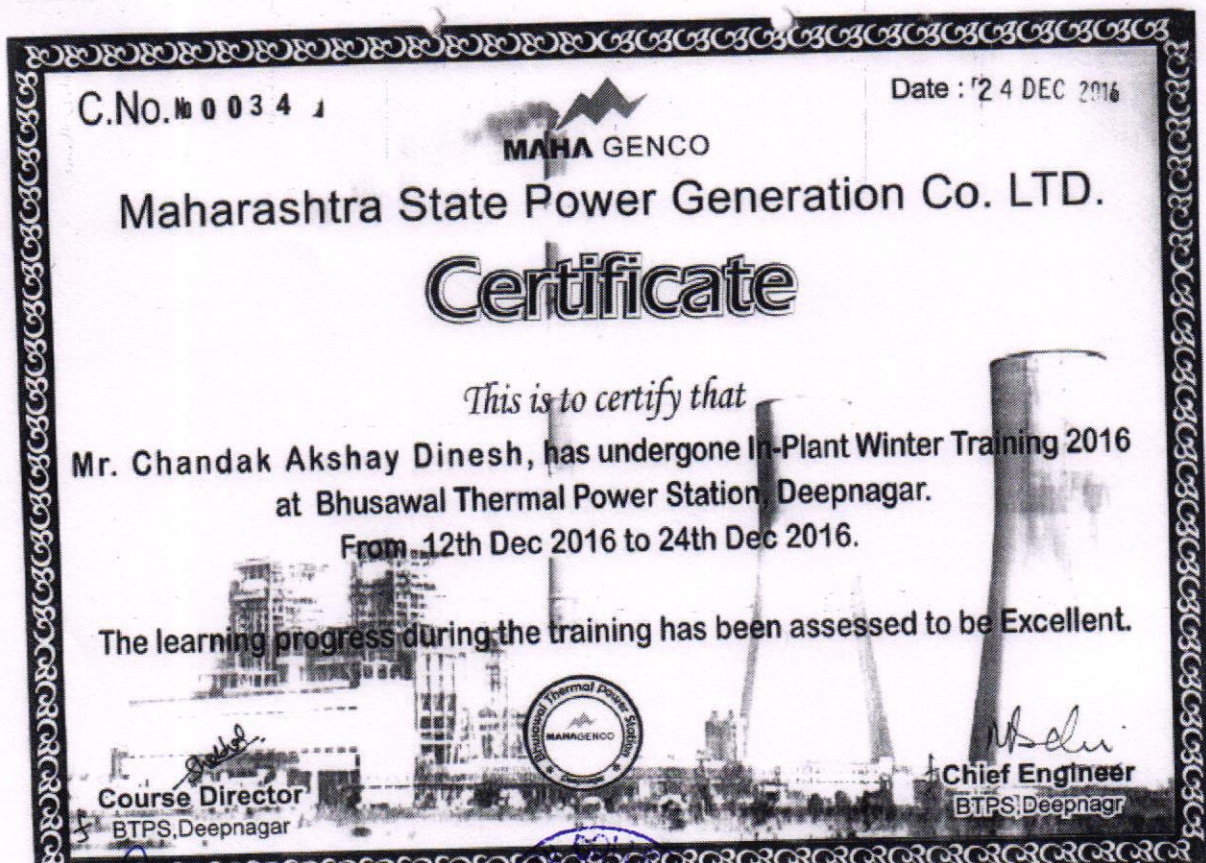 C.No. № 0034
Date : 24 DEC 2016
MAHA GENCO
Maharashtra State Power Generation Co. LTD.
Certificate
This is to certify that
Mr. Chandak Akshay Dinesh, has undergone In-Plant Winter Training 2016
at Bhusawal Thermal Power Station, Deepnagar.
From 12th Dec 2016 to 24th Dec 2016.
The learning progress during the training has been assessed to be Excellent.
Bhusawal Thermal Power Station
MAHAGENCO
Course Director
BTPS,Deepnagar
Chief Engineer
BTPS,Deepnagr